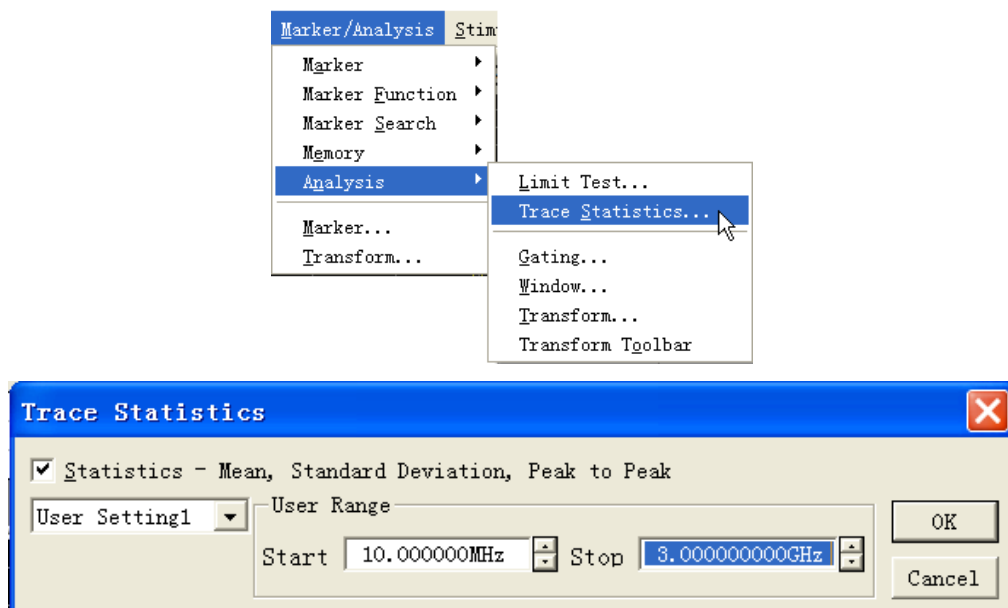 Marker/Analysis Stim
Marker
Marker Function
Marker Search
Memory
Analysis
Marker...
Transform...
Limit Test...
Trace Statistics...
Gating...
Window...
Transform...
Transform Toolbar
Trace Statistics
Statistics - Mean, Standard Deviation, Peak to Peak
User Setting1
User Range
Start 10.000000MHz Stop 3.000000000GHz
OK
Cancel